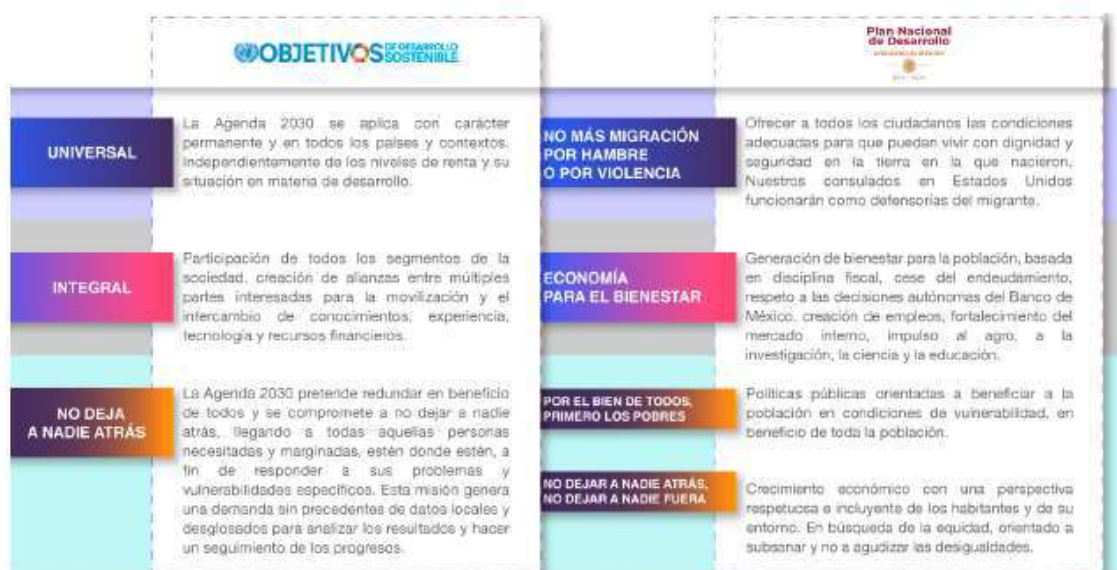 OBJETIVOS DE DESARROLLO
SOSTENIBLE
UNIVERSAL
La Agenda 2030 se aplica con carácter
permanente y en todos los países y contextos.
Independientemente de los niveles de renta y su
situación en materia de desarrollo.
INTEGRAL
Participación de todos los segmentos de la
sociedad, creación de alianzas entre múltiples
partes interesadas para la movilización y el
intercambio de conocimientos, experiencia,
tecnología y recursos financieros.
NO DEJA
A NADIE ATRÁS
La Agenda 2030 pretende redundar en beneficio
de todos y se compromete a no dejar a nadie
atrás, llegando a todas aquellas personas
necesitadas y marginadas, estén donde estén, a
fin de responder a sus problemas y
vulnerabilidades específicos. Esta misión genera
una demanda sin precedentes de datos locales y
desglosados para analizar los resultados y hacer
un seguimiento de los progresos.
Plan Nacional
de Desarrollo
NO MÁS MIGRACIÓN
POR HAMBRE
O POR VIOLENCIA
Ofrecer a todos los ciudadanos las condiciones
adecuadas para que puedan vivir con dignidad y
seguridad en la tierra en la que nacieron,
Nuestros consulados en Estados Unidos
funcionarán como defensorías del migrante.
ECONOMÍA
PARA EL BIENESTAR
Generación de bienestar para la población, basada
en disciplina fiscal, cese del endeudamiento,
respeto a las decisiones autónomas del Banco de
México, creación de empleos, fortalecimiento del
mercado interno, impulso al agro, a la
investigación, la ciencia y la educación.
POR EL BIEN DE TODOS,
PRIMERO LOS POBRES
Políticas públicas orientadas a beneficiar a la
población en condiciones de vulnerabilidad, en
beneficio de toda la población.
NO DEJAR A NADIE ATRÁS,
NO DEJAR A NADIE FUERA
Crecimiento económico con una perspectiva
respetuosa e incluyente de los habitantes y de su
entorno. En búsqueda de la equidad, orientado a
subsanar y no a agudizar las desigualdades.